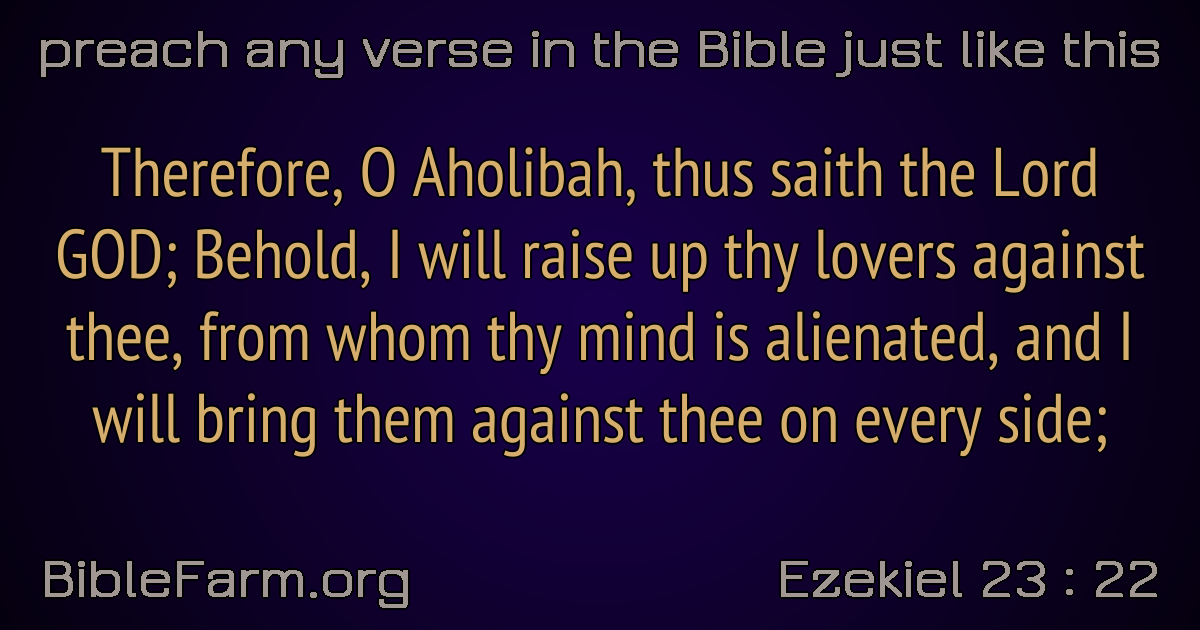 preach any verse in the Bible just like this
Therefore, O Aholibah, thus saith the Lord
GOD; Behold, I will raise up thy lovers against
thee, from whom thy mind is alienated, and I
will bring them against thee on every side;
BibleFarm.org
Ezekiel 23 : 22